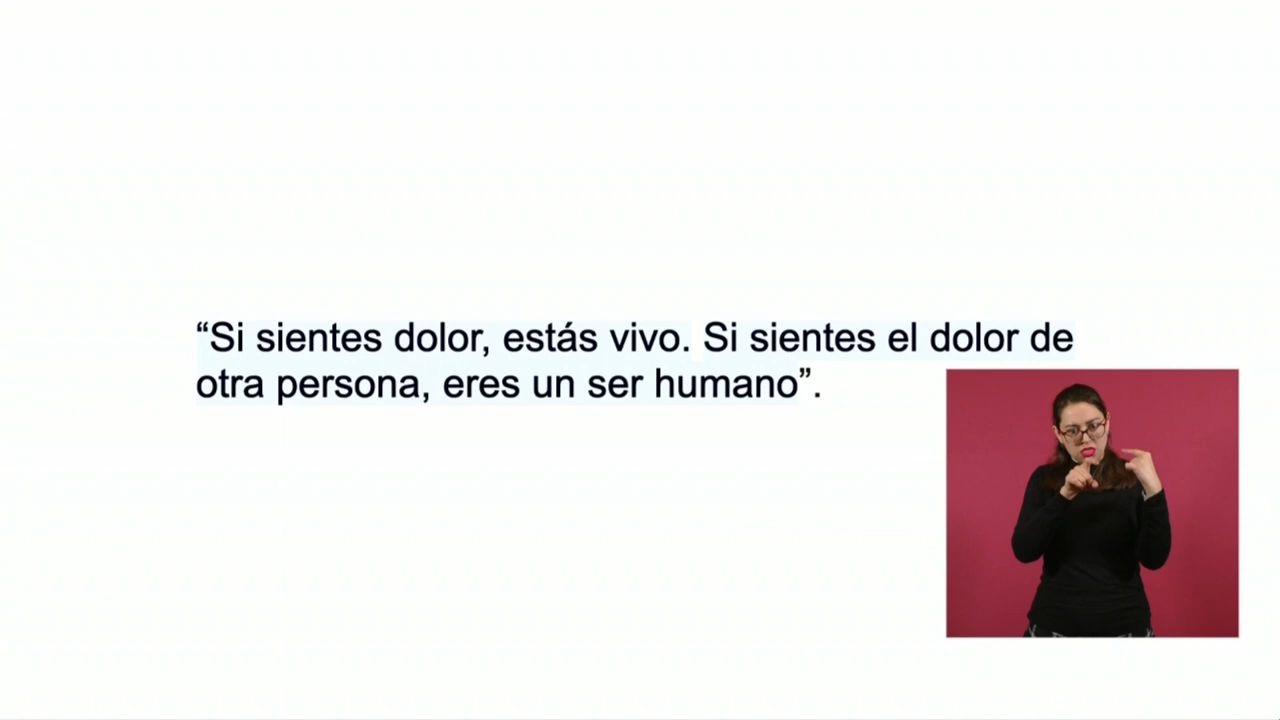 “Si sientes dolor, estás vivo. Si sientes el dolor de
otra persona, eres un ser humano”.